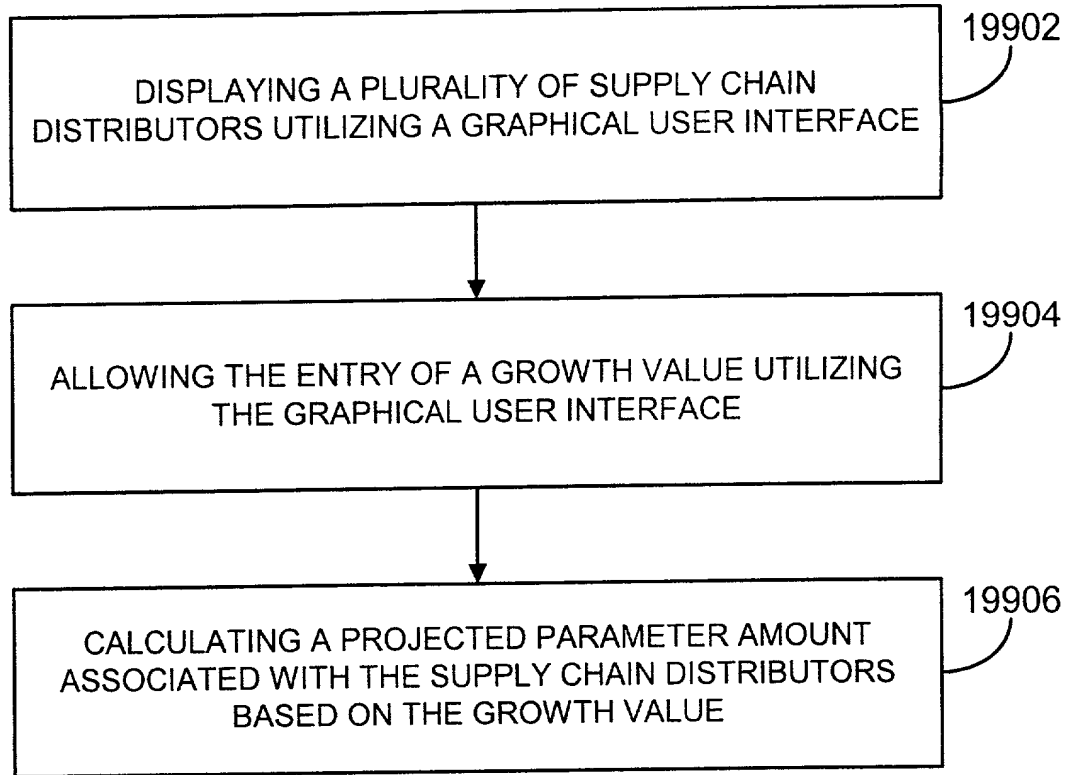 19902
DISPLAYING A PLURALITY OF SUPPLY CHAIN
DISTRIBUTORS UTILIZING A GRAPHICAL USER INTERFACE
19904
ALLOWING THE ENTRY OF A GROWTH VALUE UTILIZING
THE GRAPHICAL USER INTERFACE
19906
CALCULATING A PROJECTED PARAMETER AMOUNT
ASSOCIATED WITH THE SUPPLY CHAIN DISTRIBUTORS
BASED ON THE GROWTH VALUE